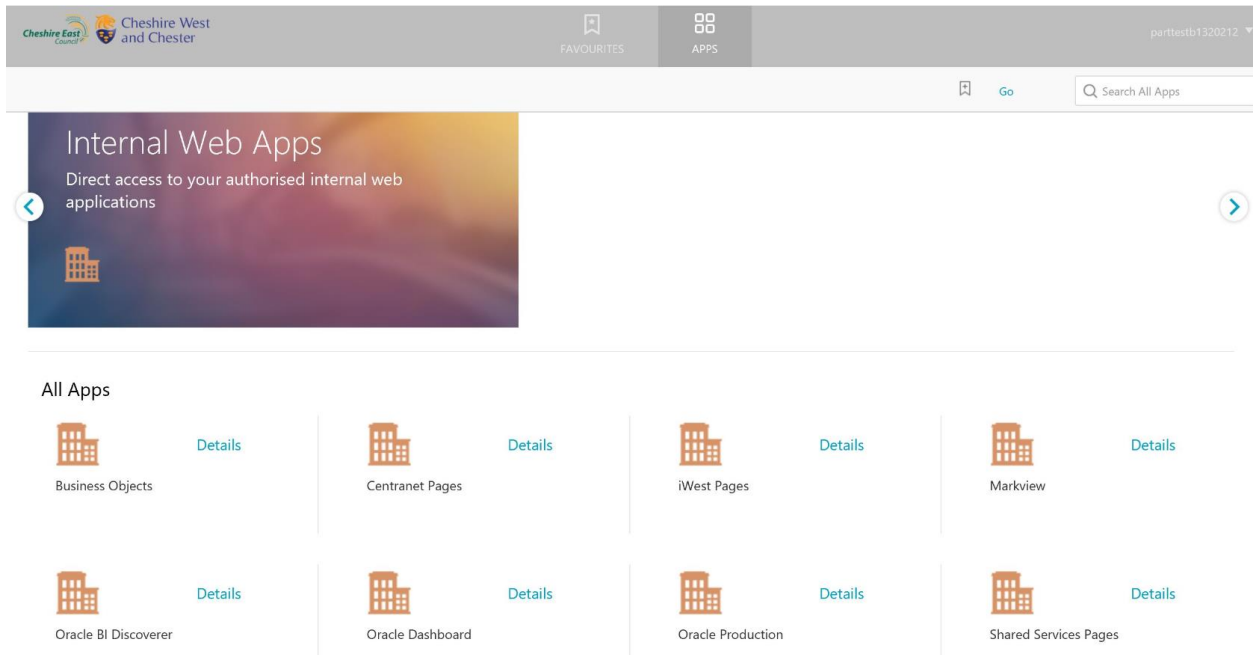 Cheshire East
Council
Cheshire West
and Chester
FAVOURITES
APPS
parttestb1320212
Go
Search All Apps
Internal Web Apps
Direct access to your authorised internal web
applications
All Apps
Details
Details
Details
Details
Business Objects
Centranet Pages
iWest Pages
Markview
Details
Details
Details
Details
Oracle BI Discoverer
Oracle Dashboard
Oracle Production
Shared Services Pages